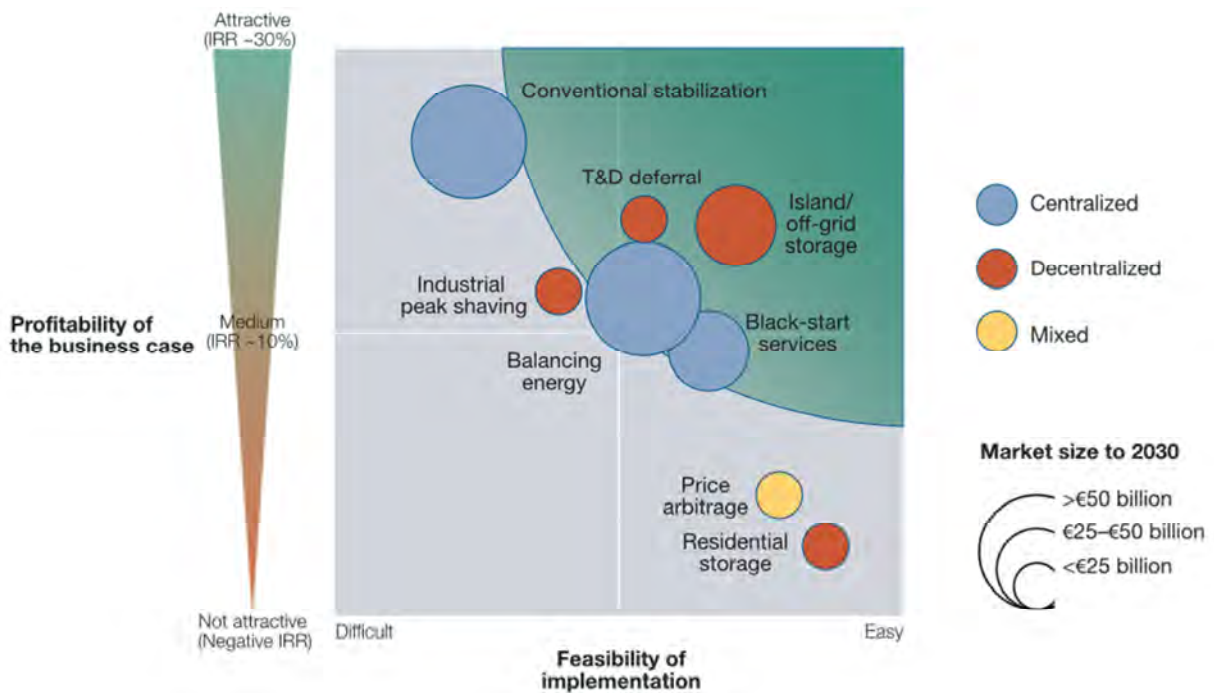 Attractive
(IRR ~30%)
Conventional stabilization
T&D deferral
Island/
off-grid
storage
Centralized
Decentralized
Mixed
Industrial
peak shaving
Profitability of
the business case
Medium
(IRR ~10%)
Black-start
services
Balancing
energy
Market size to 2030
>€50 billion
€25–€50 billion
<€25 billion
Price
arbitrage
Residential
storage
Not attractive
(Negative IRR)
Difficult
Easy
Feasibility of
implementation